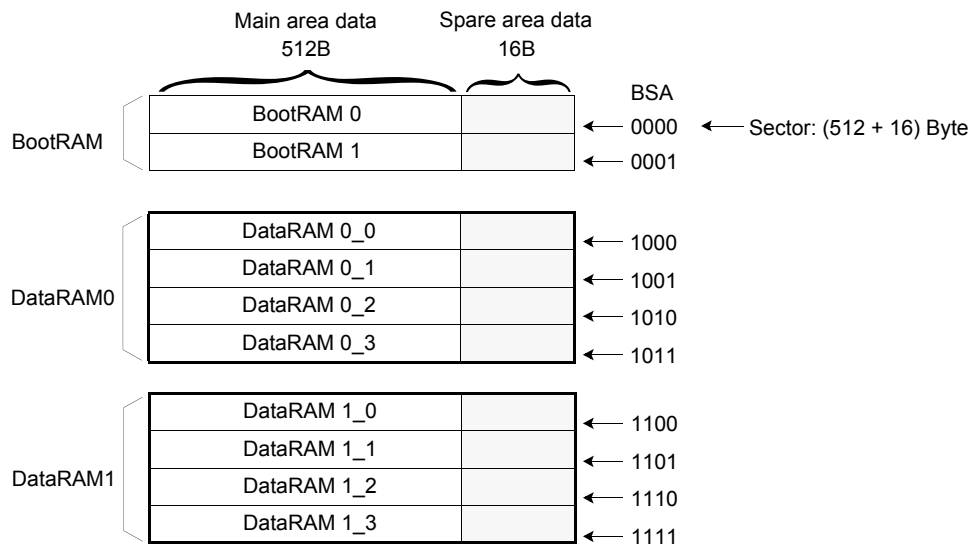 Main area data Spare area data
512B 16B
BSA
BootRAM 0
0000 Sector: (512 + 16) Byte
BootRAM
BootRAM 1
0001
DataRAM 0_0
1000
DataRAM 0_1
1001
DataRAM0
DataRAM 0_2
1010
DataRAM 0_3
1011
DataRAM 1_0
1100
DataRAM 1_1
1101
DataRAM1
DataRAM 1_2
1110
DataRAM 1_3
1111